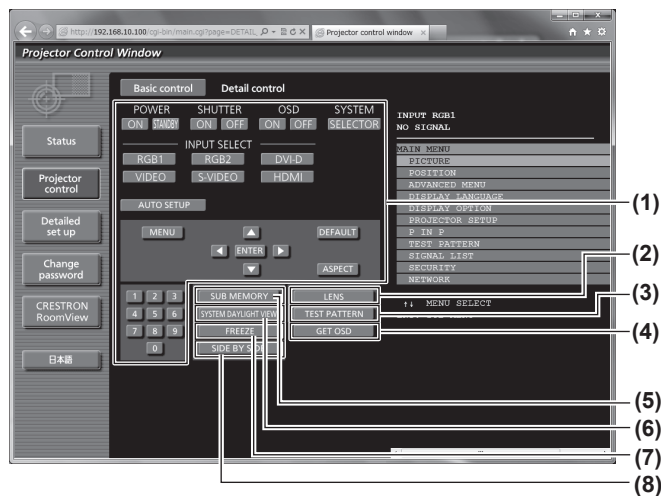 http://192.168.10.100/cgi-bin/main.cgi?page=DETAIL_
Projector control window
Projector Control Window
Basic control Detail control
POWER SHUTTER OSD SYSTEM
ON STANDBY ON OFF ON OFF SELECTOR
INPUT SELECT
RGB1 RGB2 DVI-D
VIDEO S-VIDEO HDMI
AUTO SETUP
MENU DEFAULT
ENTER
ASPECT
1 2 3
4 5 6
7 8 9
0
SUB MEMORY LENS
SYSTEM DAYLIGHT VIEW TEST PATTERN
FREEZE GET OSD
SIDE BY SIDE
Status
Projector control
Detailed set up
Change password
CRESTRON RoomView
日本語
INPUT RGB1
NO SIGNAL
MAIN MENU
PICTURE
POSITION
ADVANCED MENU
DISPLAY LANGUAGE
DISPLAY OPTION
PROJECTOR SETUP
P IN P
TEST PATTERN
SIGNAL LIST
SECURITY
NETWORK
↑↓ MENU SELECT
(1)
(2)
(3)
(4)
(5)
(6)
(7)
(8)